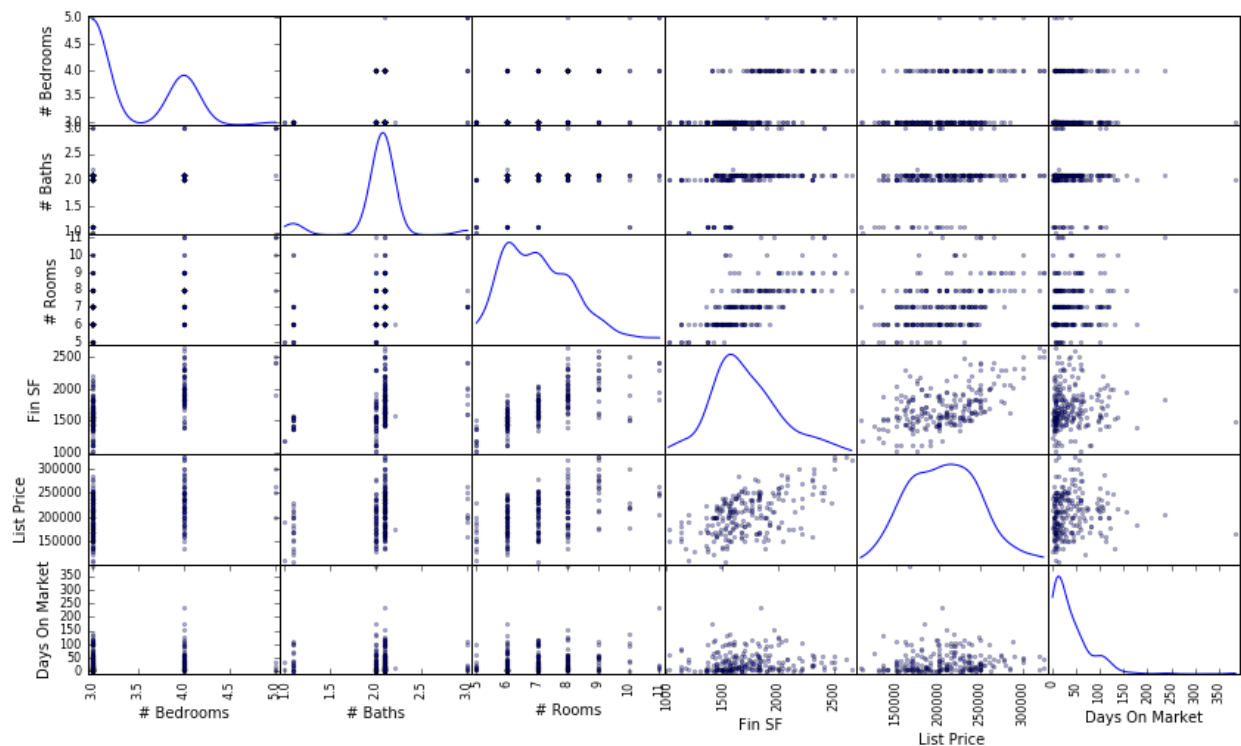 # Bedrooms
5.0
4.5
4.0
3.5
3.0
# Baths
3.0
2.5
2.0
1.5
1.0
# Rooms
11
10
9
8
7
6
5
Fin SF
2500
2000
1500
1000
List Price
300000
250000
200000
150000
Days On Market
350
300
250
200
150
100
50
0
3.0 3.5 4.0 4.5 5.0
# Bedrooms
1.0 1.5 2.0 2.5 3.0
# Baths
5 6 7 8 9 10 11
# Rooms
1000 1500 2000 2500
Fin SF
150000 200000 250000 300000
List Price
0 50 100 150 200 250 300 350
Days On Market